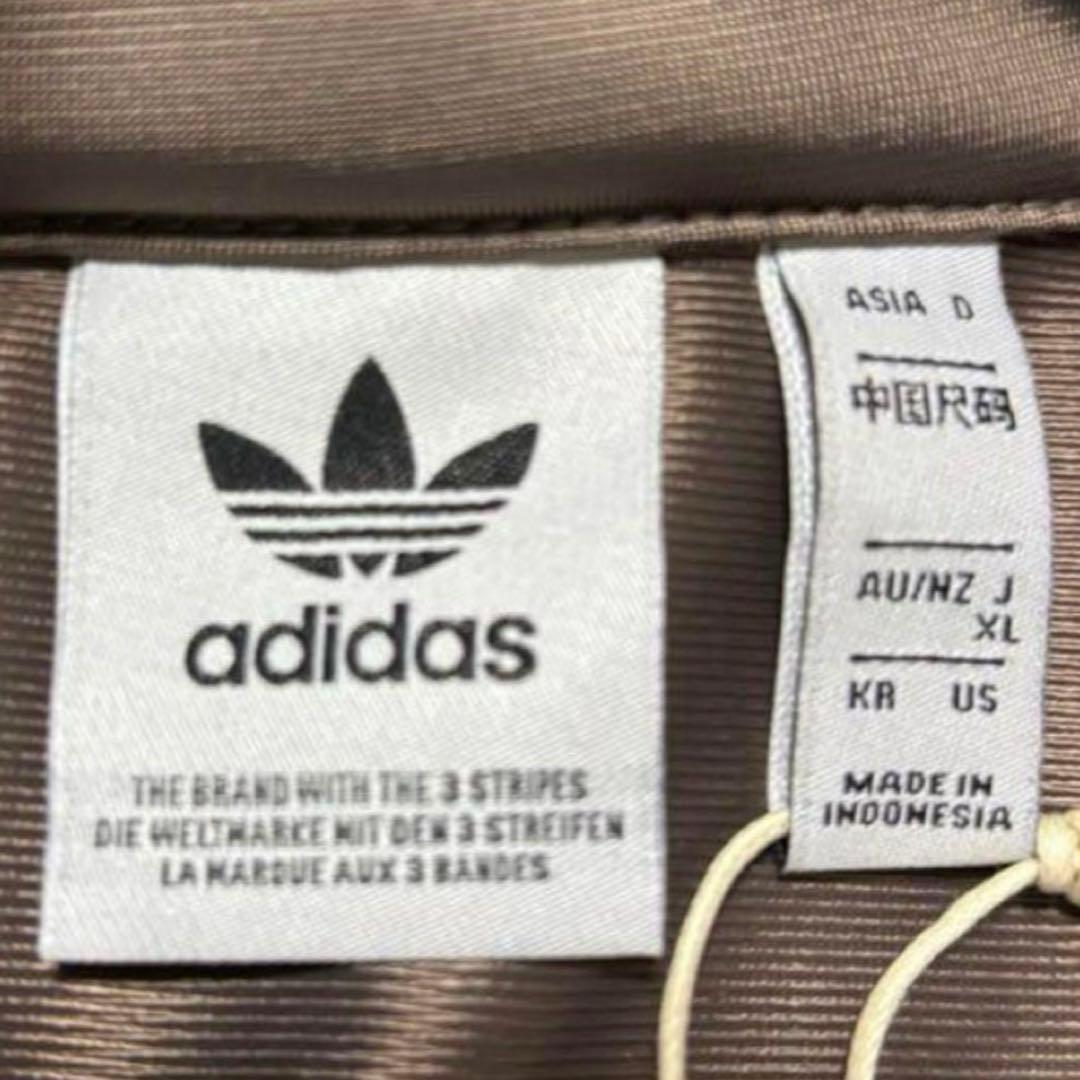 adidas
THE BRAND WITH THE 3 STRIPES
DIE WELTMARKE MIT DEN 3 STREIFEN
LA MARQUE AUX 3 BANDES
ASIA D
中国尺码
AU/NZ J
XL
KR US
MADE IN
INDONESIA